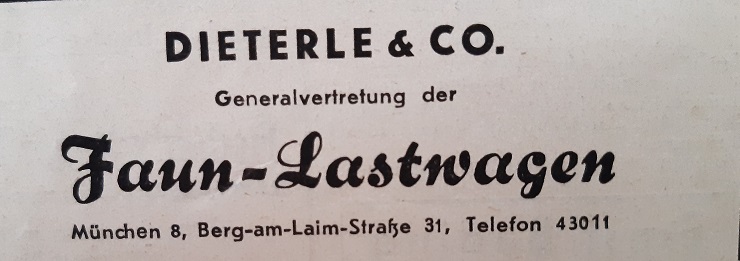 DIETERLE & CO.
Generalvertretung der
Faun-Lastwagen
München 8, Berg-am-Laim-Straße 31, Telefon 43011